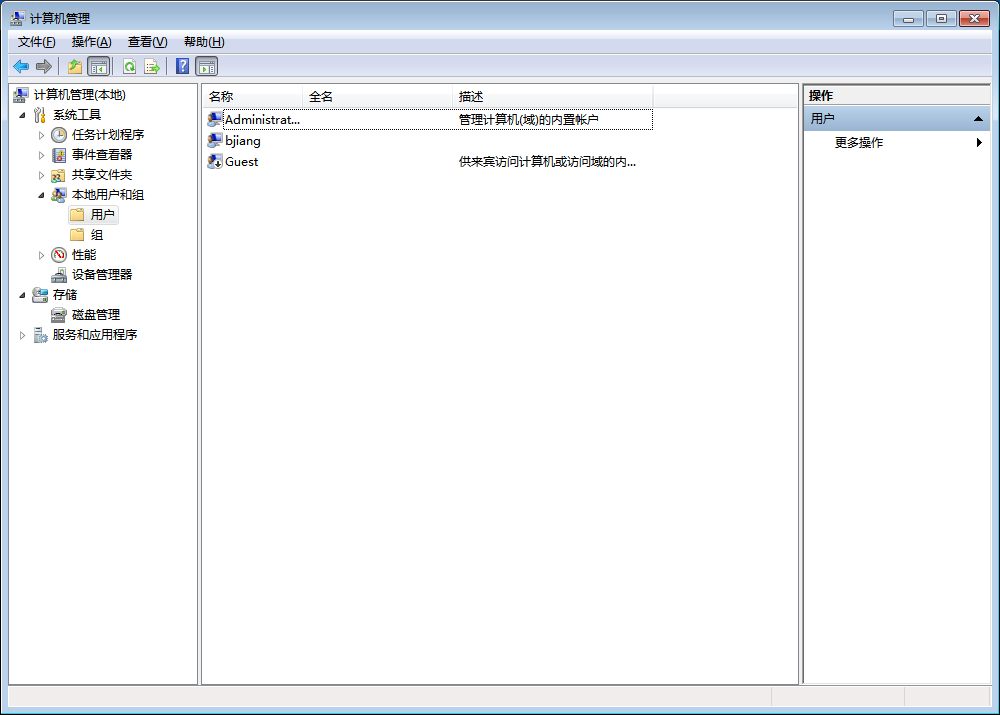 计算机管理
文件(F) 操作(A) 查看(V) 帮助(H)
计算机管理(本地)
系统工具
任务计划程序
事件查看器
共享文件夹
本地用户和组
用户
组
性能
设备管理器
存储
磁盘管理
服务和应用程序
名称 全名 描述
Administrat... 管理计算机(域)的内置帐户
bjiang
Guest 供来宾访问计算机或访问域的内...
操作
用户
更多操作